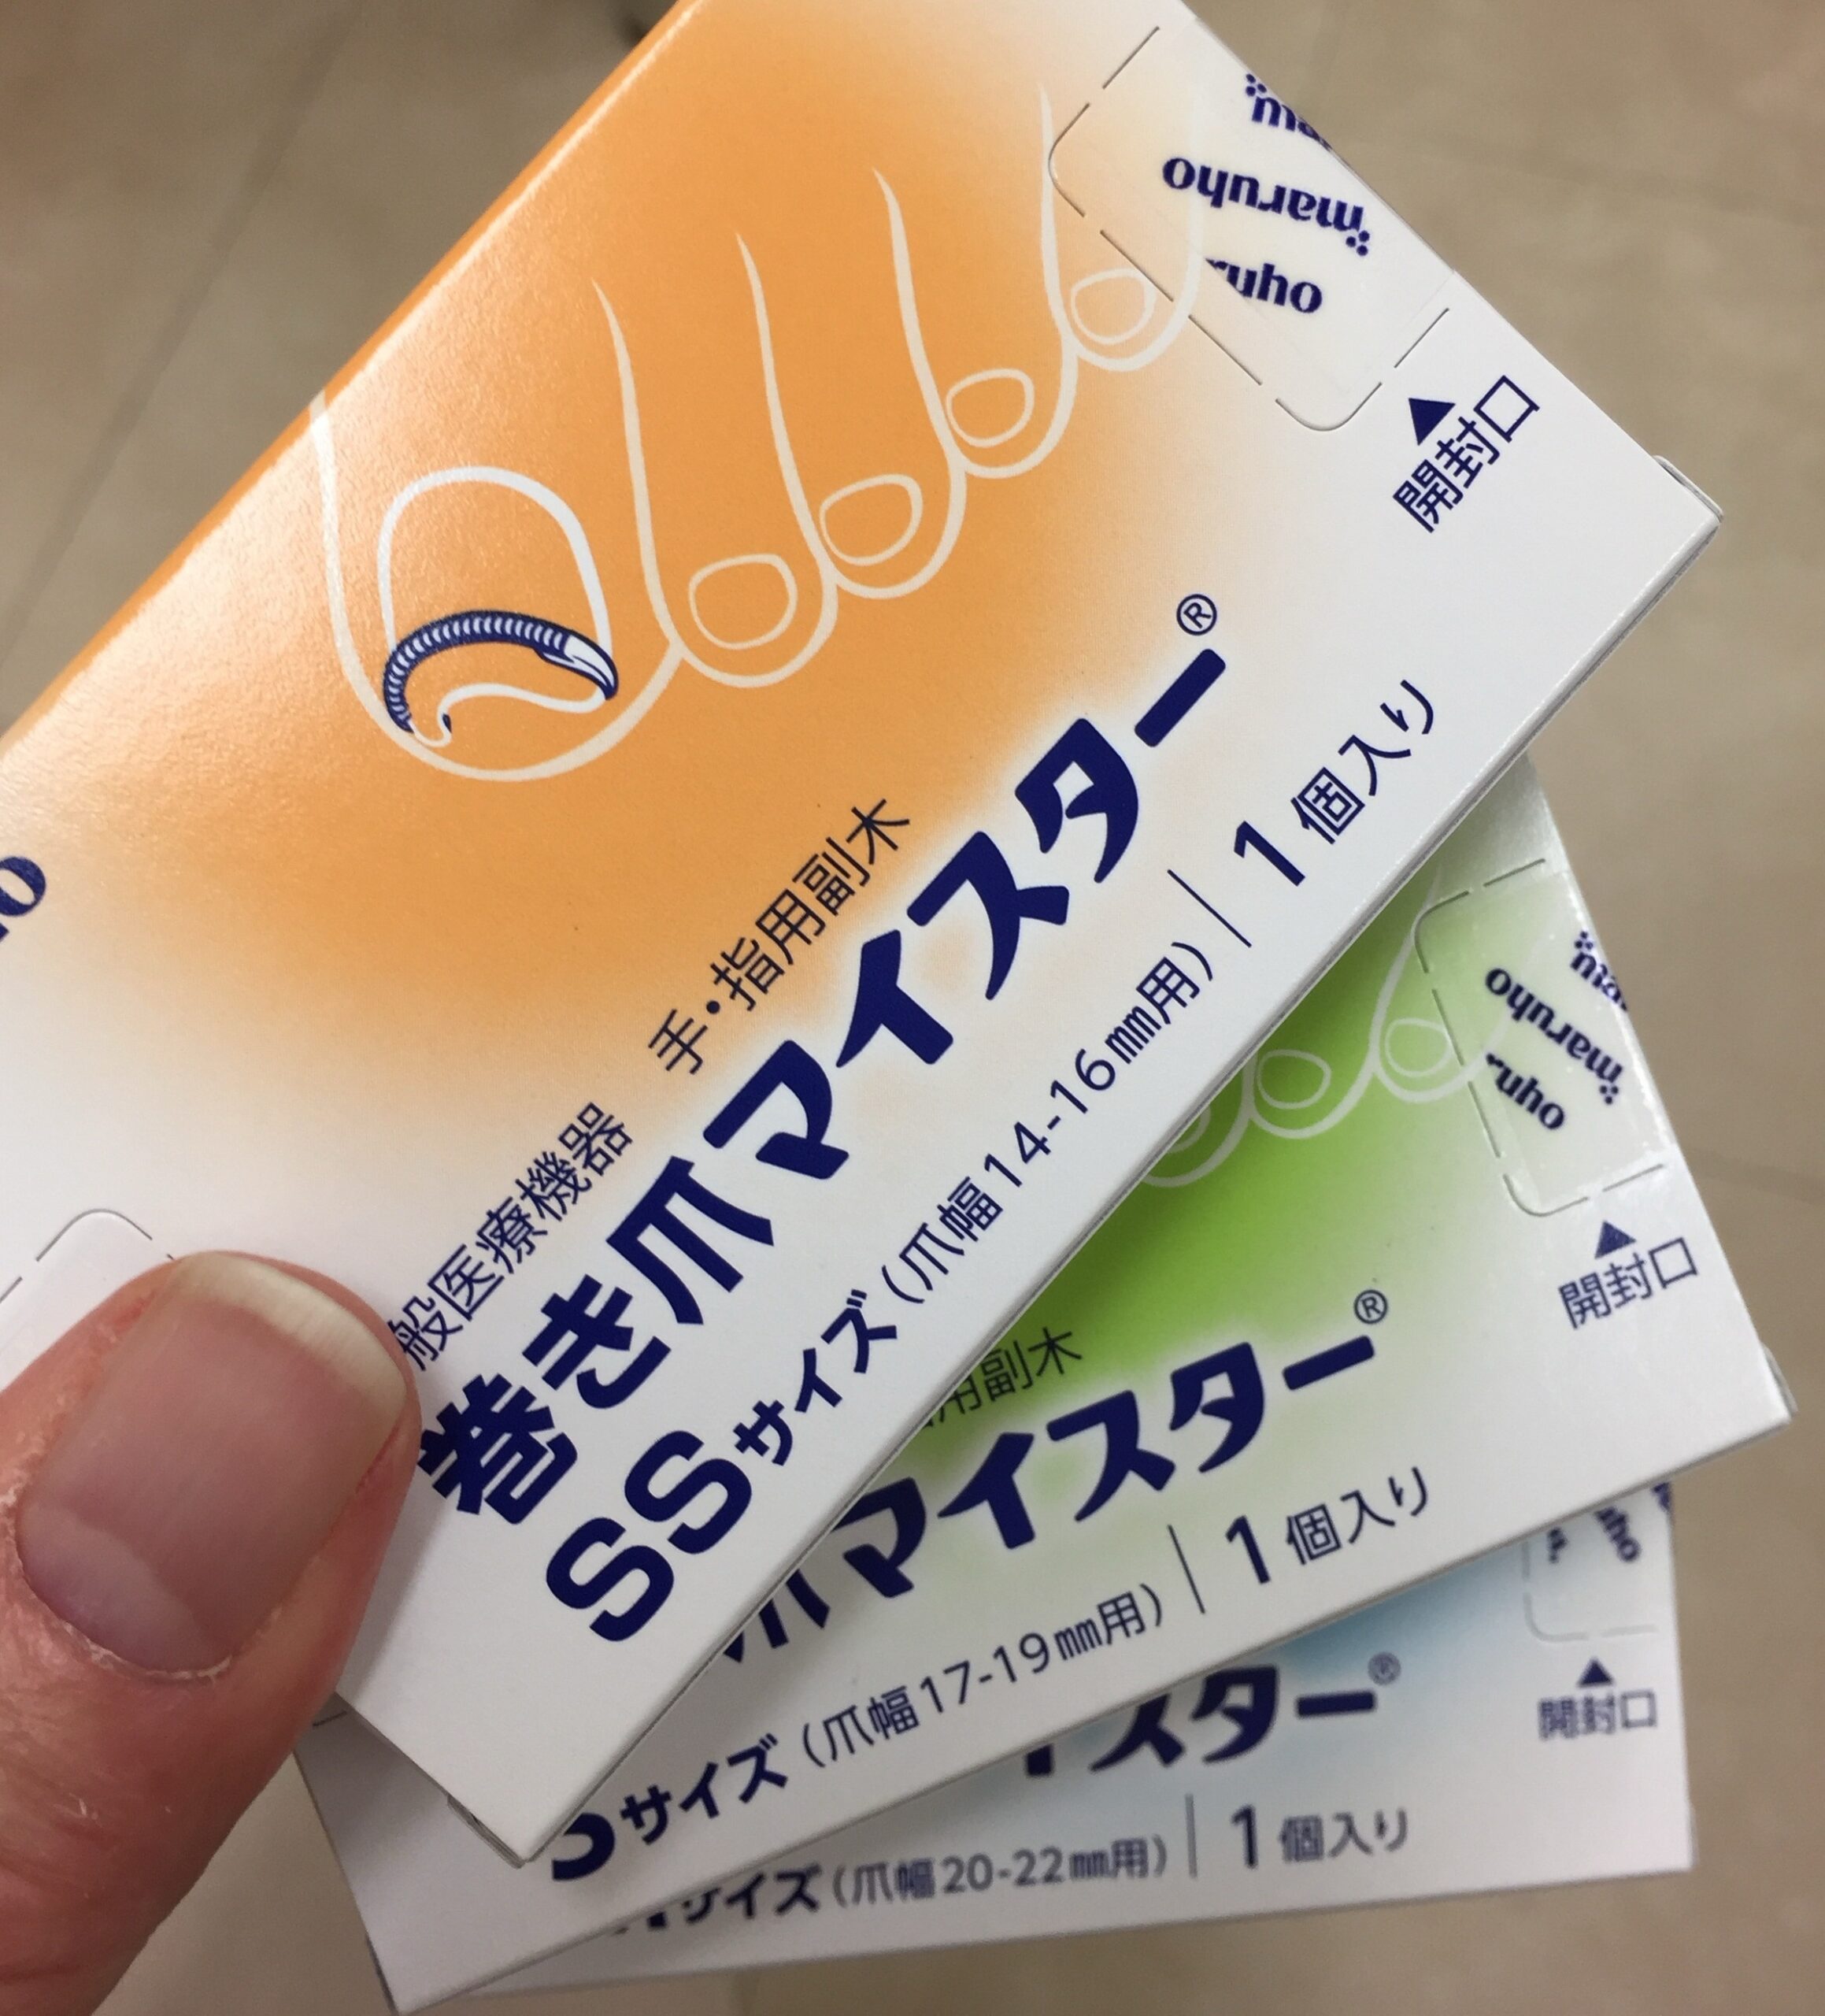 maruho
maruho
開封口
般医療機器 手・指用副木
巻き爪マイスター®
SSサイズ（爪幅14-16mm用）｜1個入り
maruho
開封口
用副木
爪マイスター®
Sサイズ（爪幅17-19mm用）｜1個入り
開封口
イスター®
Mサイズ（爪幅20-22mm用）｜1個入り